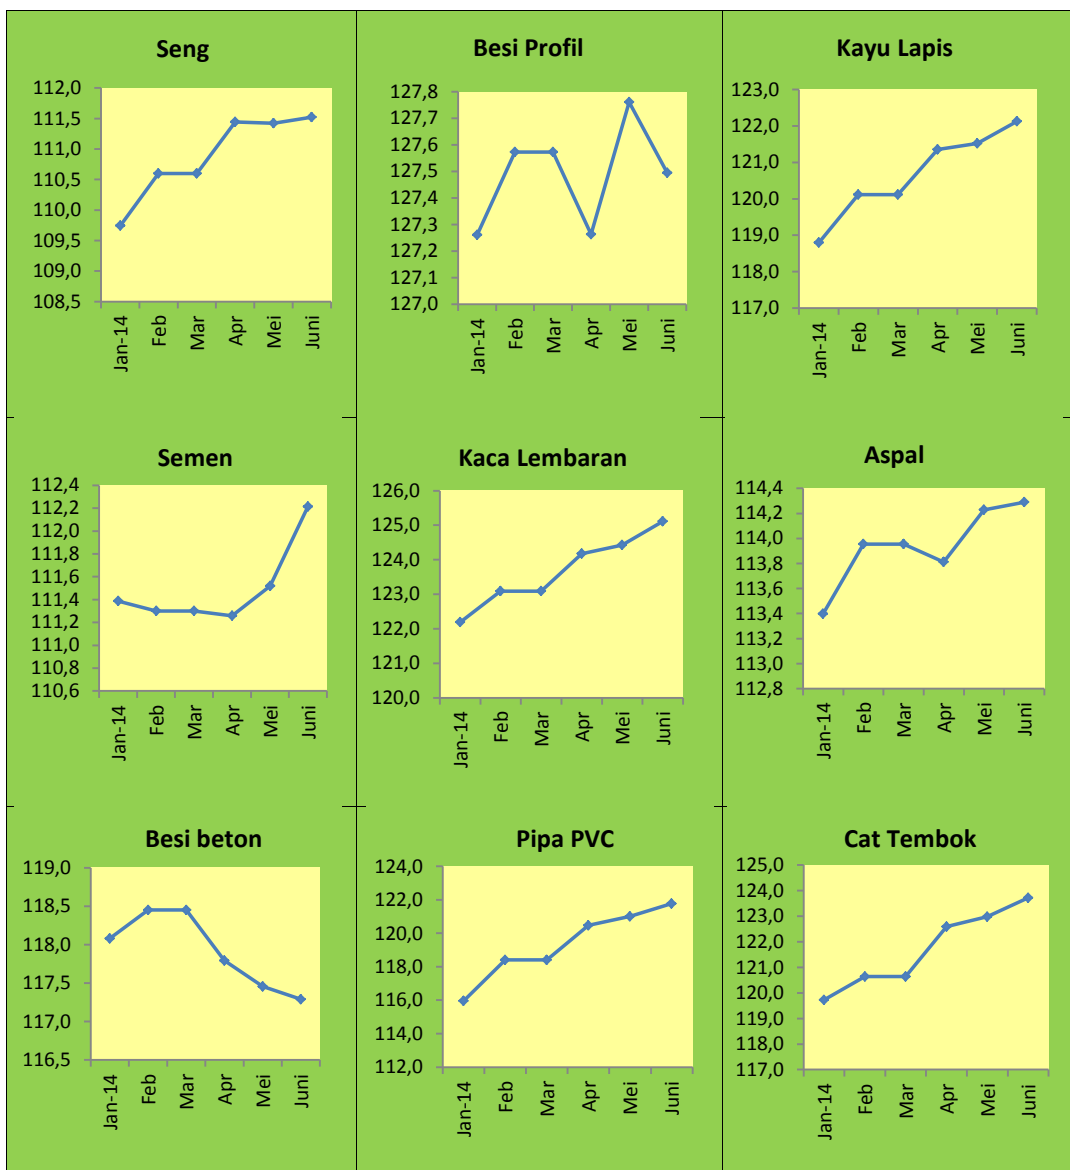 Seng
112,0
111,5
111,0
110,5
110,0
109,5
109,0
108,5
Jan-14
Feb
Mar
Apr
Mei
Juni
Besi Profil
127,8
127,7
127,6
127,5
127,4
127,3
127,2
127,1
127,0
Jan-14
Feb
Mar
Apr
Mei
Juni
Kayu Lapis
123,0
122,0
121,0
120,0
119,0
118,0
117,0
Jan-14
Feb
Mar
Apr
Mei
Juni
Semen
112,4
112,2
112,0
111,8
111,6
111,4
111,2
111,0
110,8
110,6
Jan-14
Feb
Mar
Apr
Mei
Juni
Kaca Lembaran
126,0
125,0
124,0
123,0
122,0
121,0
120,0
Jan-14
Feb
Mar
Apr
Mei
Juni
Aspal
114,4
114,2
114,0
113,8
113,6
113,4
113,2
113,0
112,8
Jan-14
Feb
Mar
Apr
Mei
Juni
Besi beton
119,0
118,5
118,0
117,5
117,0
116,5
Jan-14
Feb
Mar
Apr
Mei
Juni
Pipa PVC
124,0
122,0
120,0
118,0
116,0
114,0
112,0
Jan-14
Feb
Mar
Apr
Mei
Juni
Cat Tembok
125,0
124,0
123,0
122,0
121,0
120,0
119,0
118,0
117,0
Jan-14
Feb
Mar
Apr
Mei
Juni